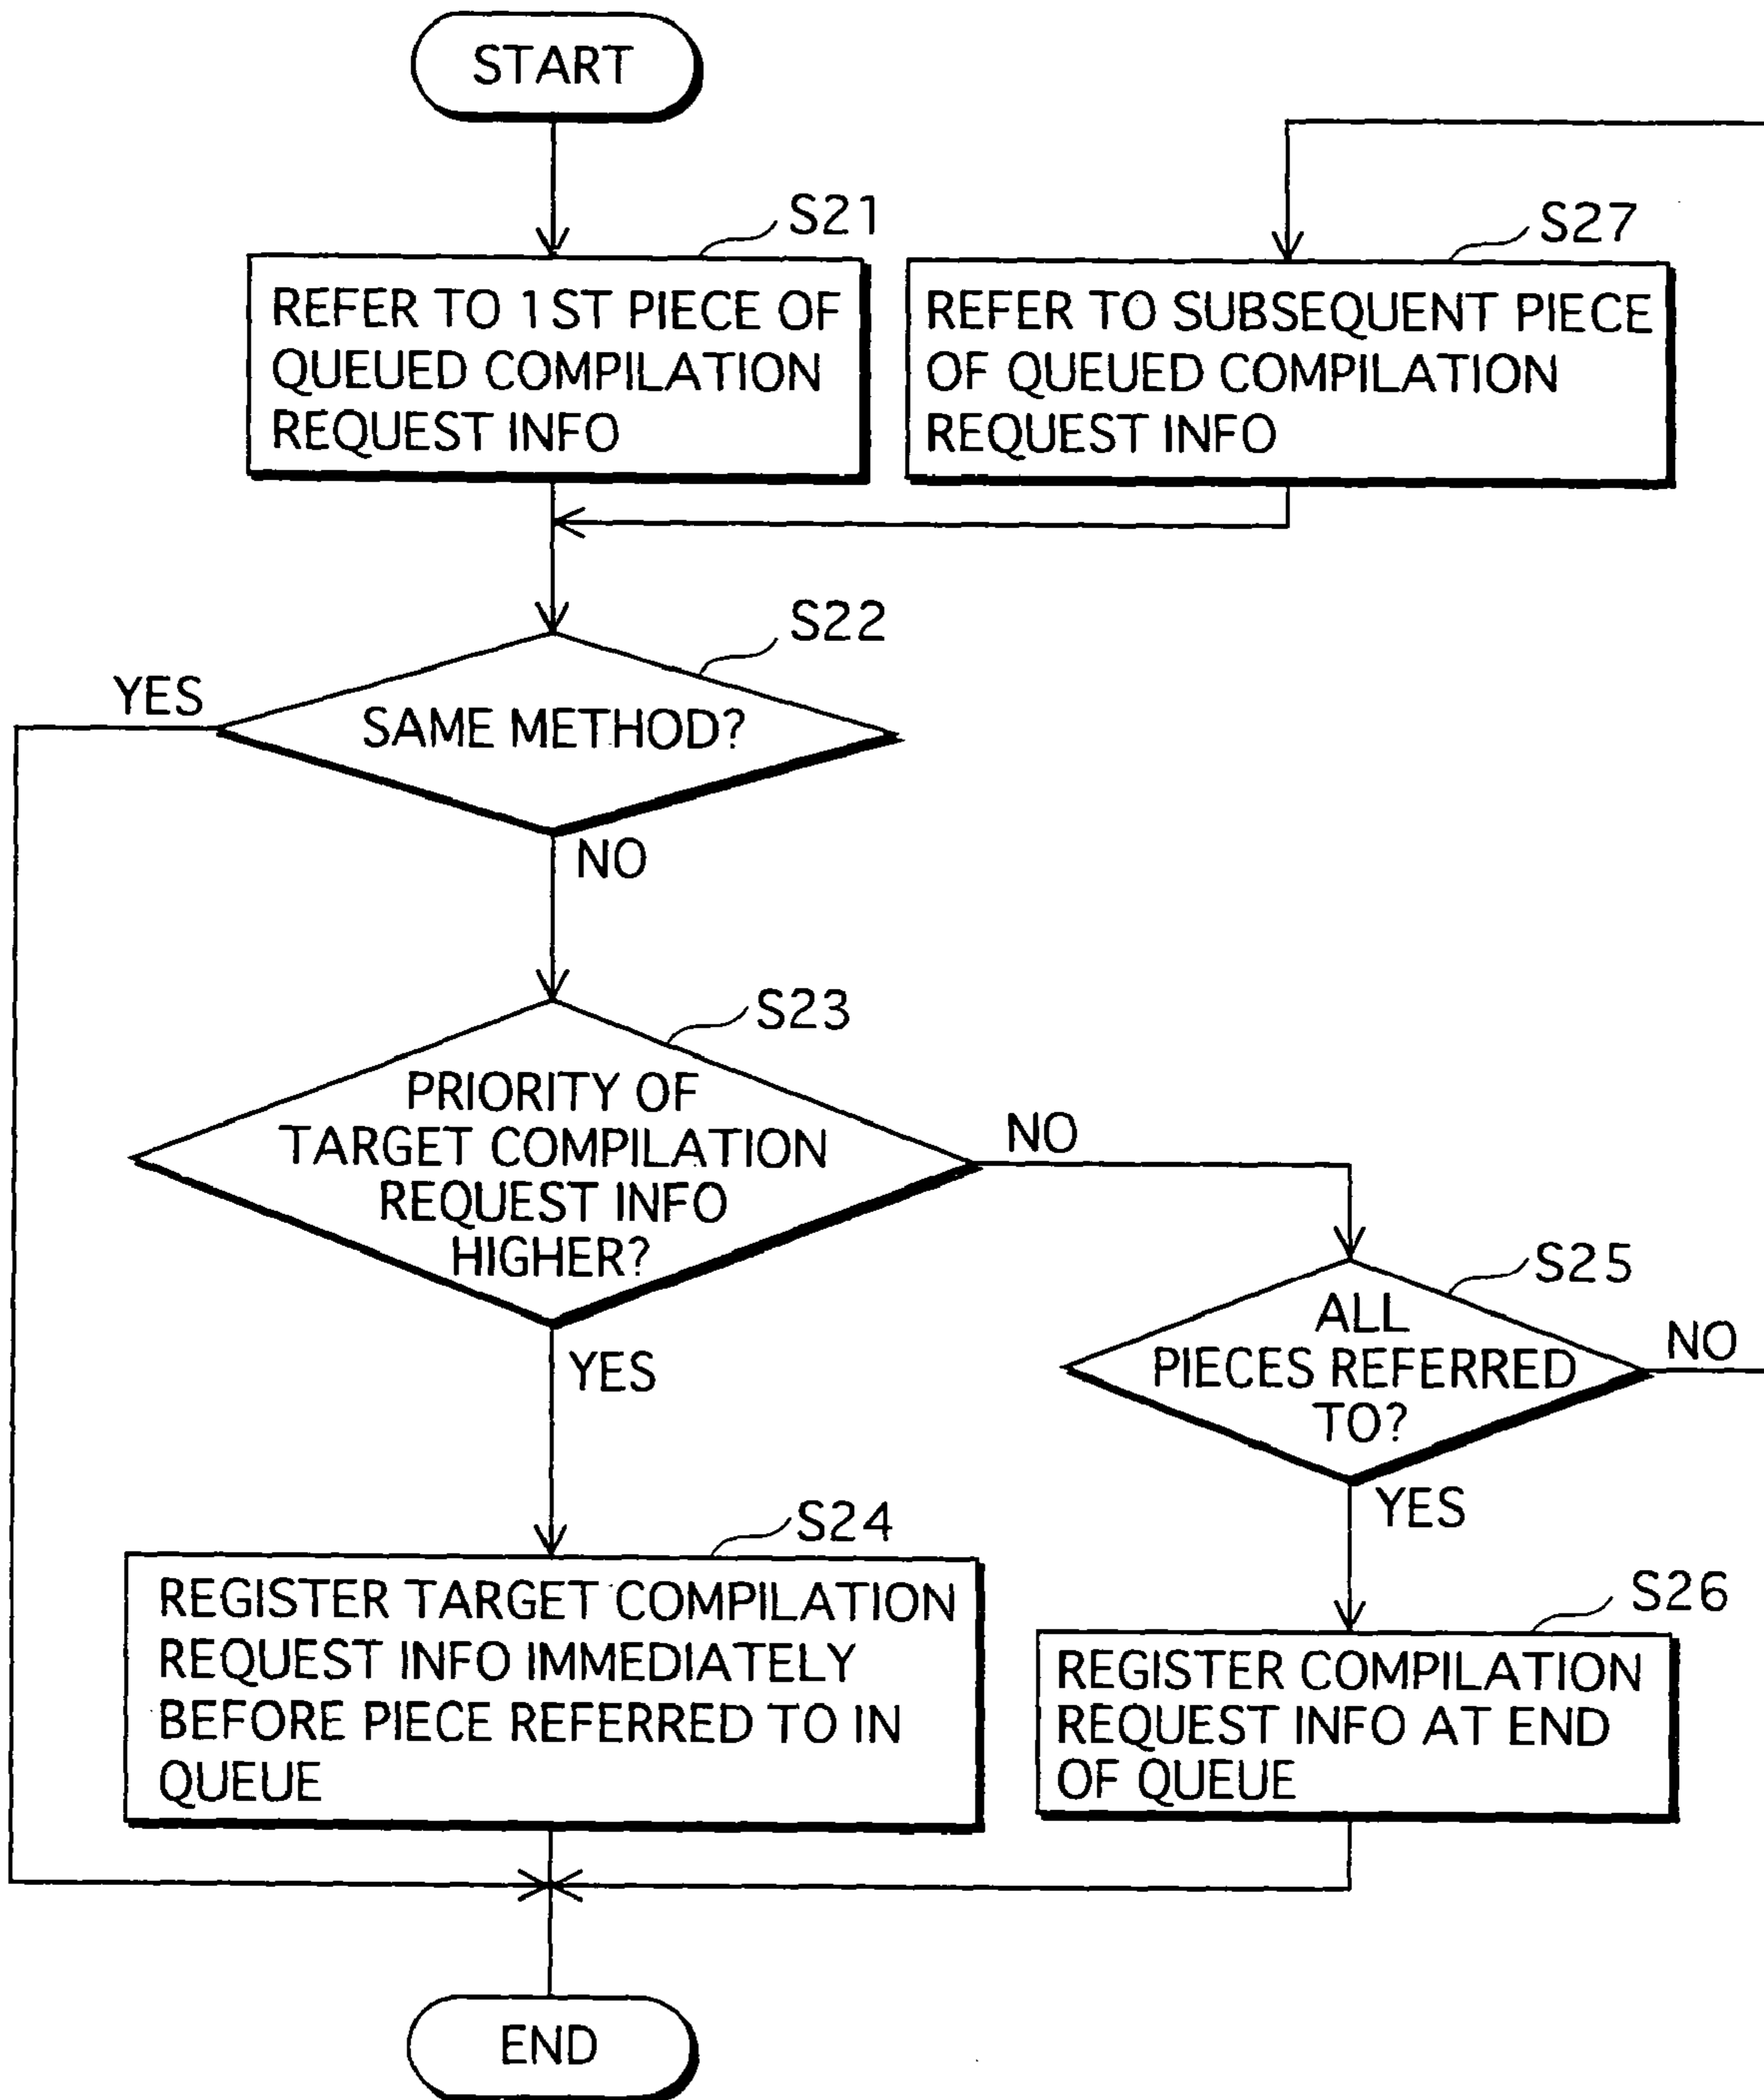 START
S21
REFER TO 1ST PIECE OF
QUEUED COMPILATION
REQUEST INFO
S27
REFER TO SUBSEQUENT PIECE
OF QUEUED COMPILATION
REQUEST INFO
S22
YES
SAME METHOD?
NO
S23
PRIORITY OF
TARGET COMPILATION
REQUEST INFO
HIGHER?
NO
YES
S25
ALL
PIECES REFERRED
TO?
NO
YES
S24
REGISTER TARGET COMPILATION
REQUEST INFO IMMEDIATELY
BEFORE PIECE REFERRED TO IN
QUEUE
S26
REGISTER COMPILATION
REQUEST INFO AT END
OF QUEUE
END